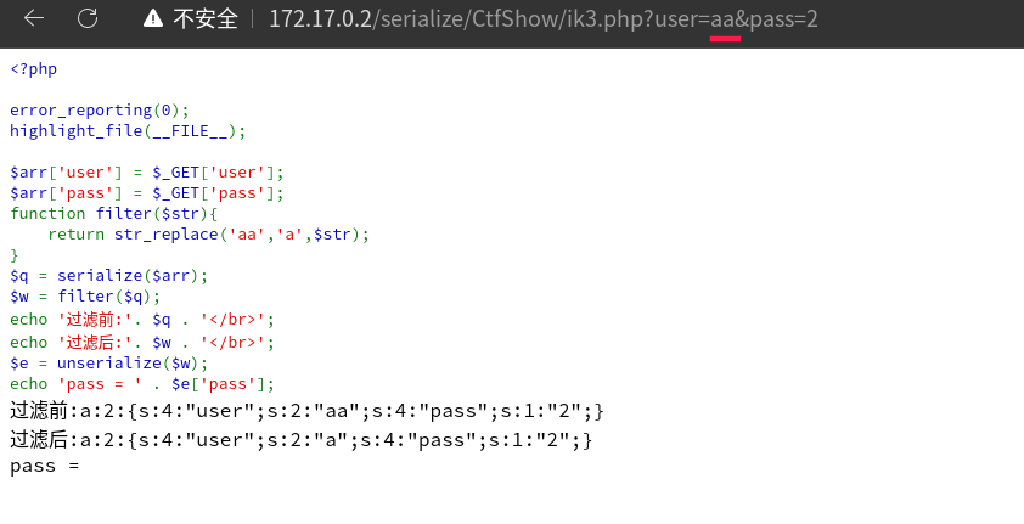 不安全 172.17.0.2/serialize/CtfShow/ik3.php?user=aa&pass=2
<?php
error_reporting(0);
highlight_file(__FILE__);
$arr['user'] = $_GET['user'];
$arr['pass'] = $_GET['pass'];
function filter($str){
    return str_replace('aa','a',$str);
}
$q = serialize($arr);
$w = filter($q);
echo '过滤前:'. $q . '</br>';
echo '过滤后:'. $w . '</br>';
$e = unserialize($w);
echo 'pass = ' . $e['pass'];
过滤前:a:2:{s:4:"user";s:2:"aa";s:4:"pass";s:1:"2";}
过滤后:a:2:{s:4:"user";s:2:"a";s:4:"pass";s:1:"2";}
pass =